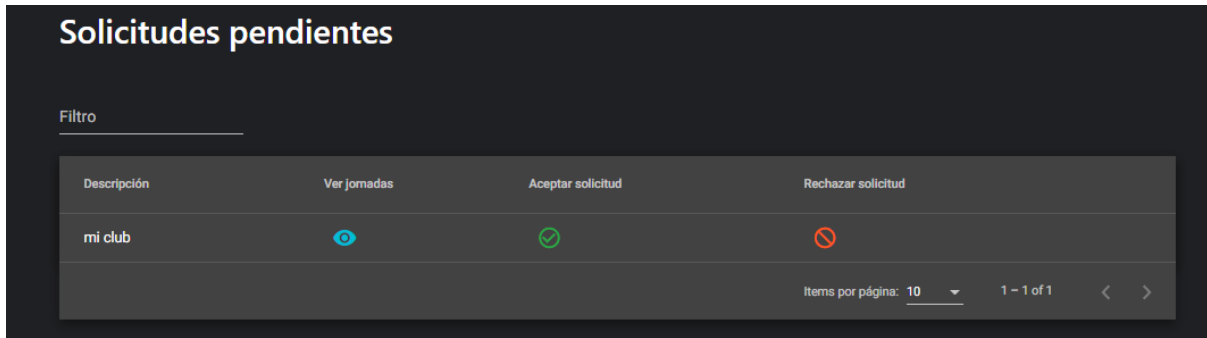 Solicitudes pendientes
Filtro
Descripción Ver jornadas Aceptar solicitud Rechazar solicitud
mi club
Items por página: 10 1 – 1 of 1